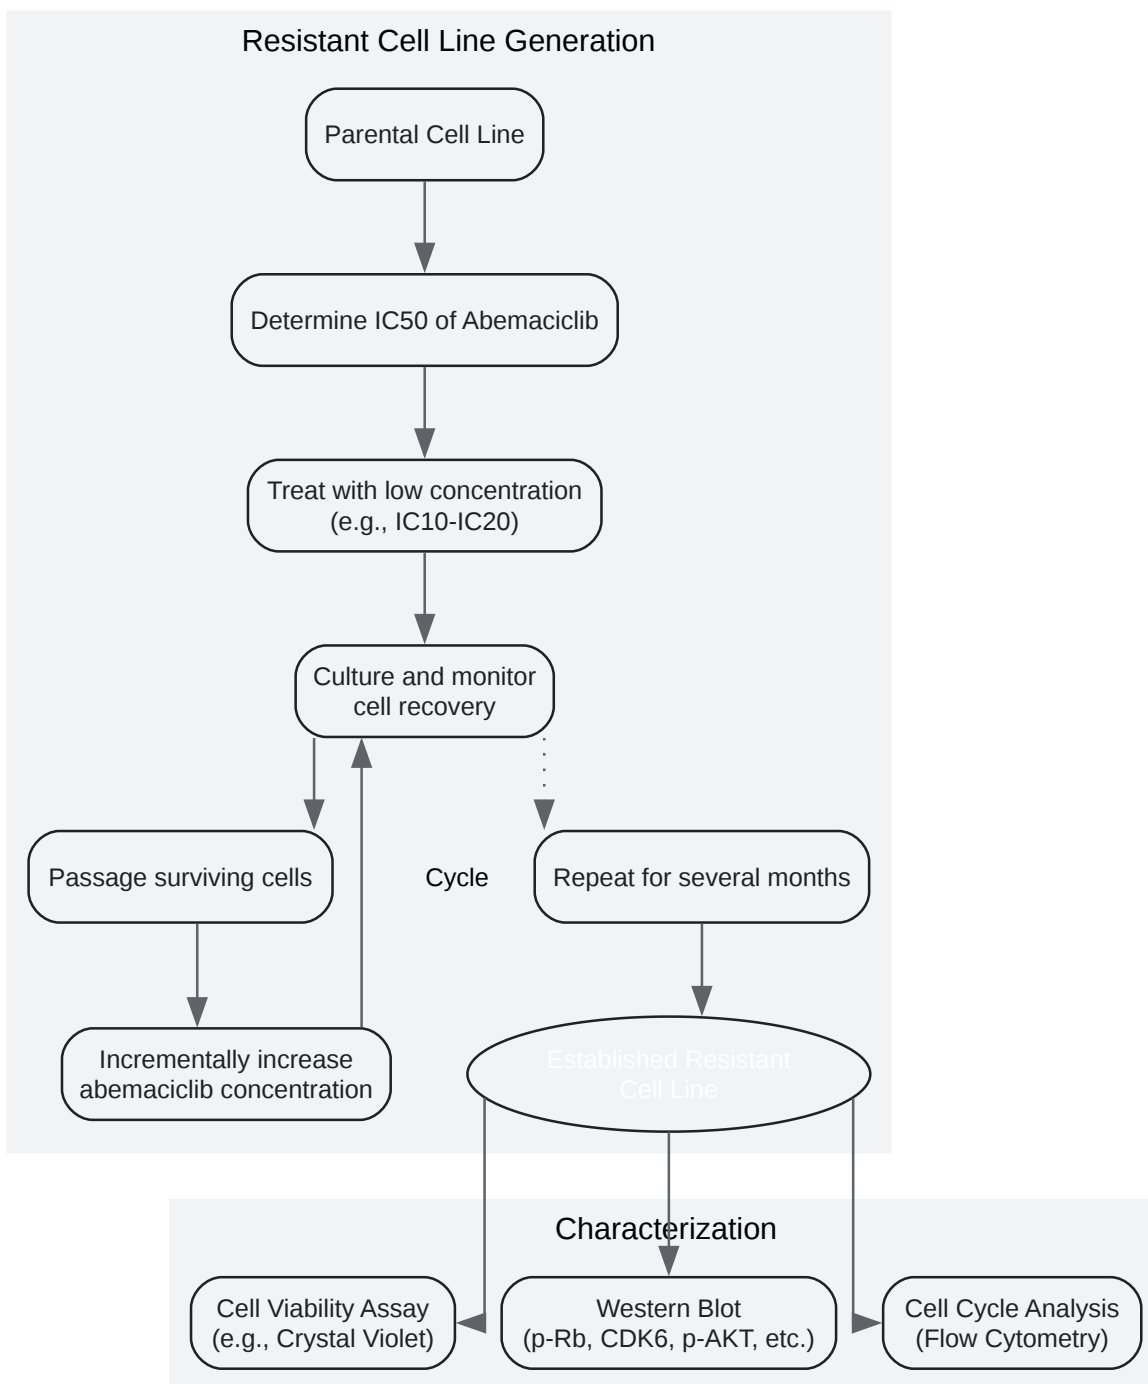 Resistant Cell Line Generation
Parental Cell Line
Determine IC50 of Abemaciclib
Treat with low concentration
(e.g., IC10-IC20)
Culture and monitor
cell recovery
Passage surviving cells
Cycle
Repeat for several months
Incrementally increase
abemaciclib concentration
Established Resistant
Cell Line
Characterization
Cell Viability Assay
(e.g., Crystal Violet)
Western Blot
(p-Rb, CDK6, p-AKT, etc.)
Cell Cycle Analysis
(Flow Cytometry)